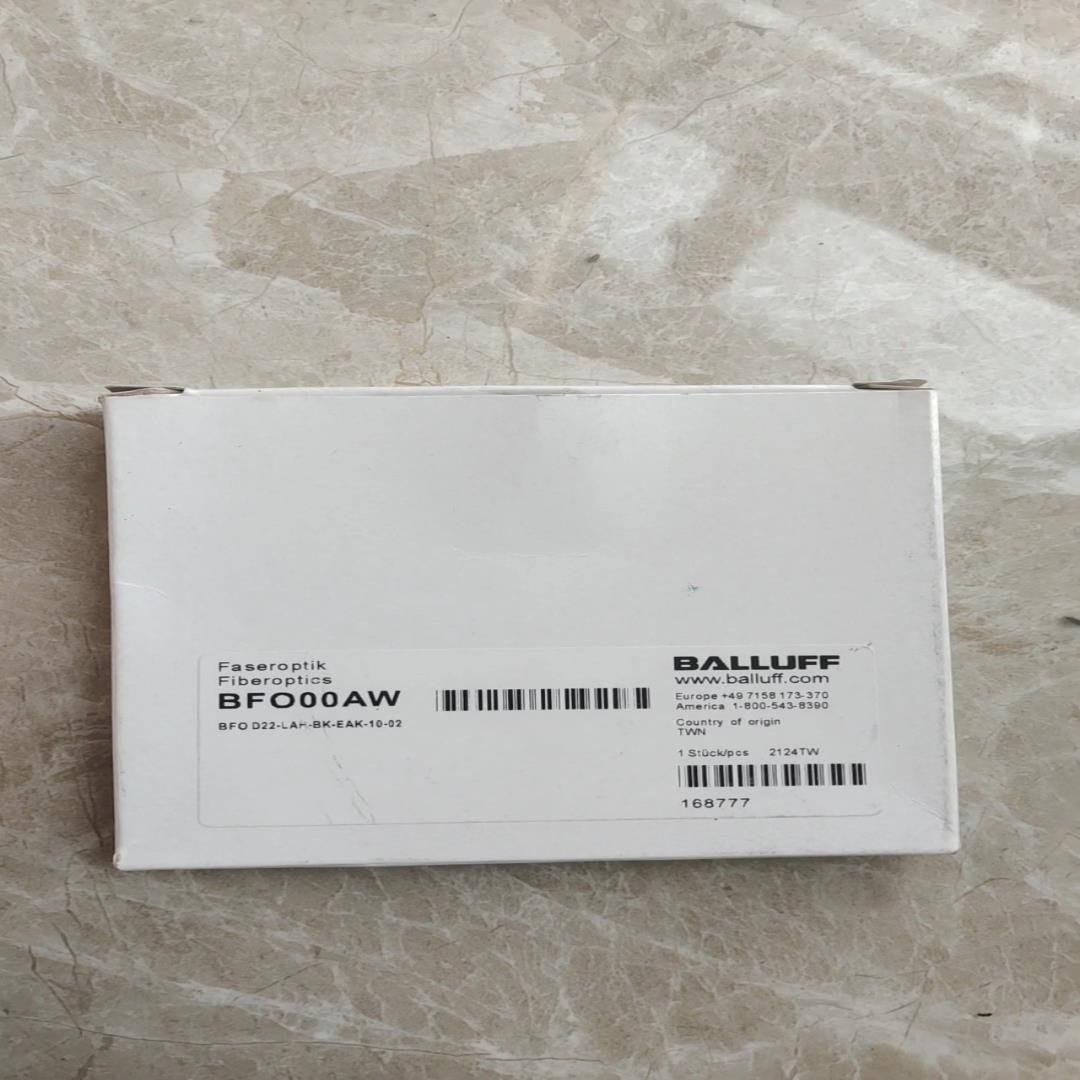 Faseroptik
Fiberoptics
BFO00AW
BFO D22-LAH-BK-EAK-10-02
BALLUFF
www.balluff.com
Europe +49 7158 173-370
America 1-800-543-8390
Country of origin
TWN
1 Stück/pcs 2124TW
168777